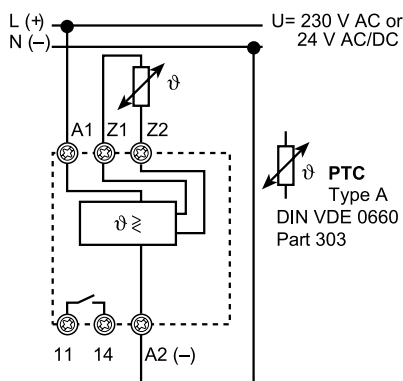 L (+) U= 230 V AC or
N (–) 24 V AC/DC
ϑ
A1 Z1 Z2
ϑ PTC
Type A
DIN VDE 0660
Part 303
ϑ ≷
11 14 A2 (–)